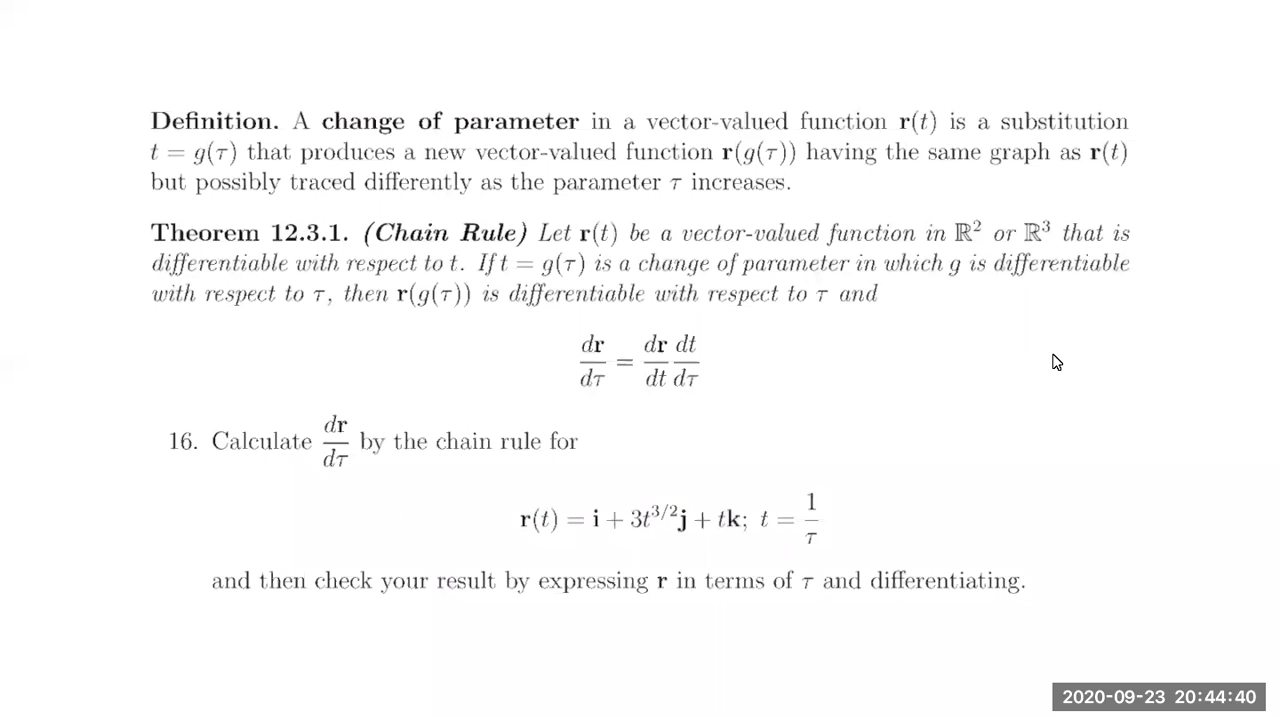 Definition. A change of parameter in a vector-valued function r(t) is a substitution
t = g(τ) that produces a new vector-valued function r(g(τ)) having the same graph as r(t)
but possibly traced differently as the parameter τ increases.
Theorem 12.3.1. (Chain Rule) Let r(t) be a vector-valued function in ℝ² or ℝ³ that is
differentiable with respect to t. If t = g(τ) is a change of parameter in which g is differentiable
with respect to τ, then r(g(τ)) is differentiable with respect to τ and
dr/dτ = dr/dt dt/dτ
16. Calculate dr/dτ by the chain rule for
r(t) = i + 3t^{3/2}j + tk; t = 1/τ
and then check your result by expressing r in terms of τ and differentiating.
2020-09-23 20:44:40